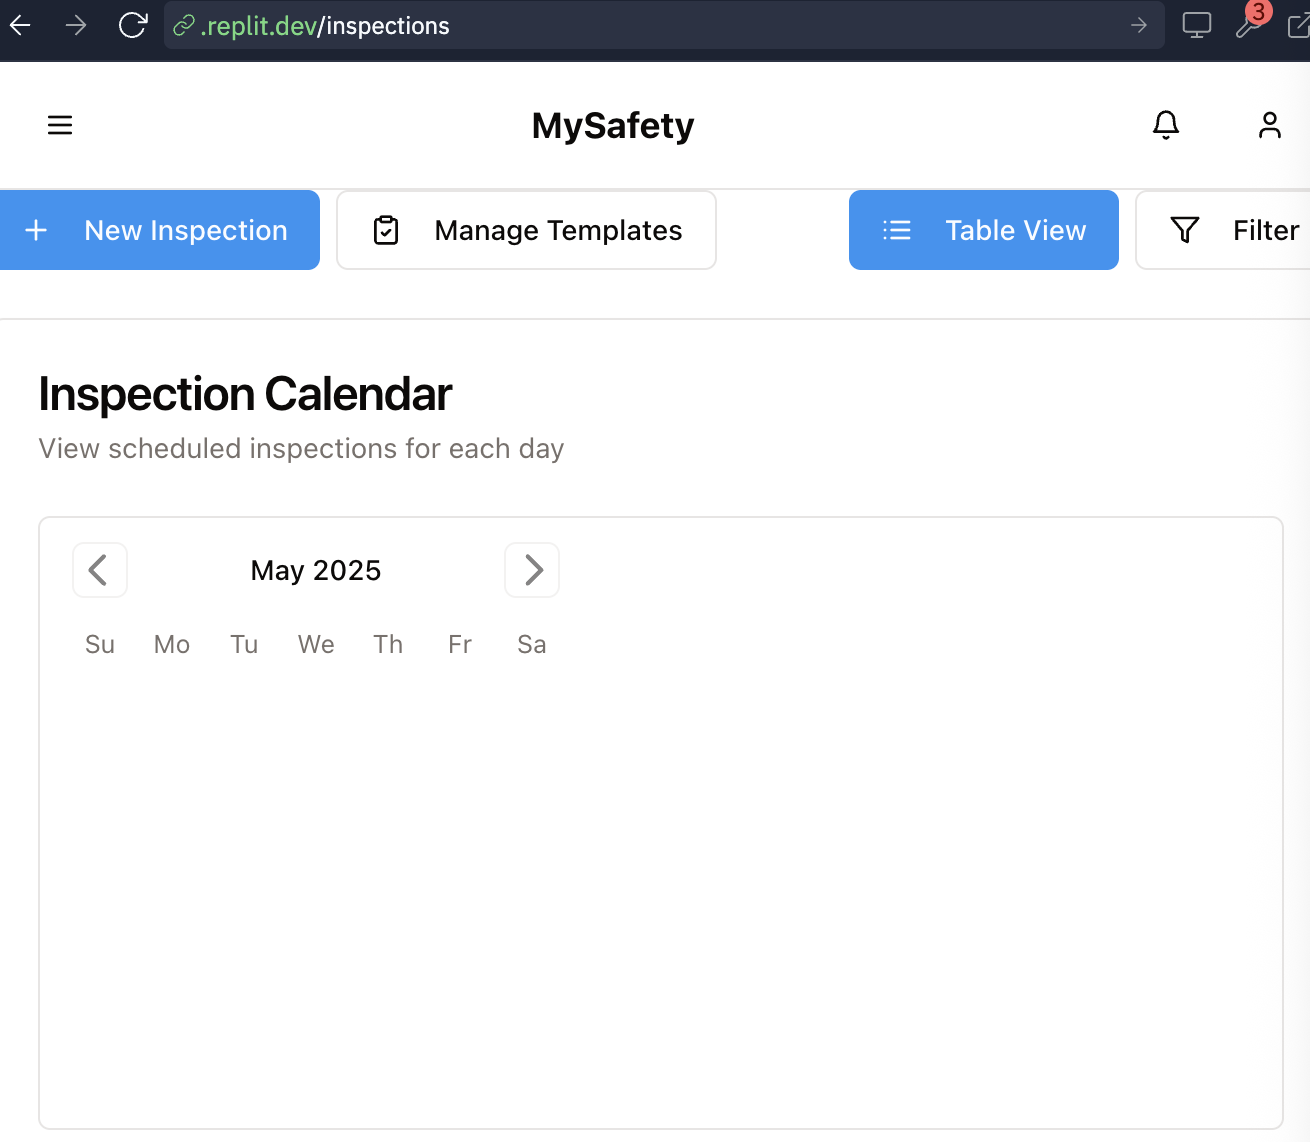 .replit.dev/inspections
3
MySafety
New Inspection
Manage Templates
Table View
Filter
Inspection Calendar
View scheduled inspections for each day
May 2025
Su Mo Tu We Th Fr Sa